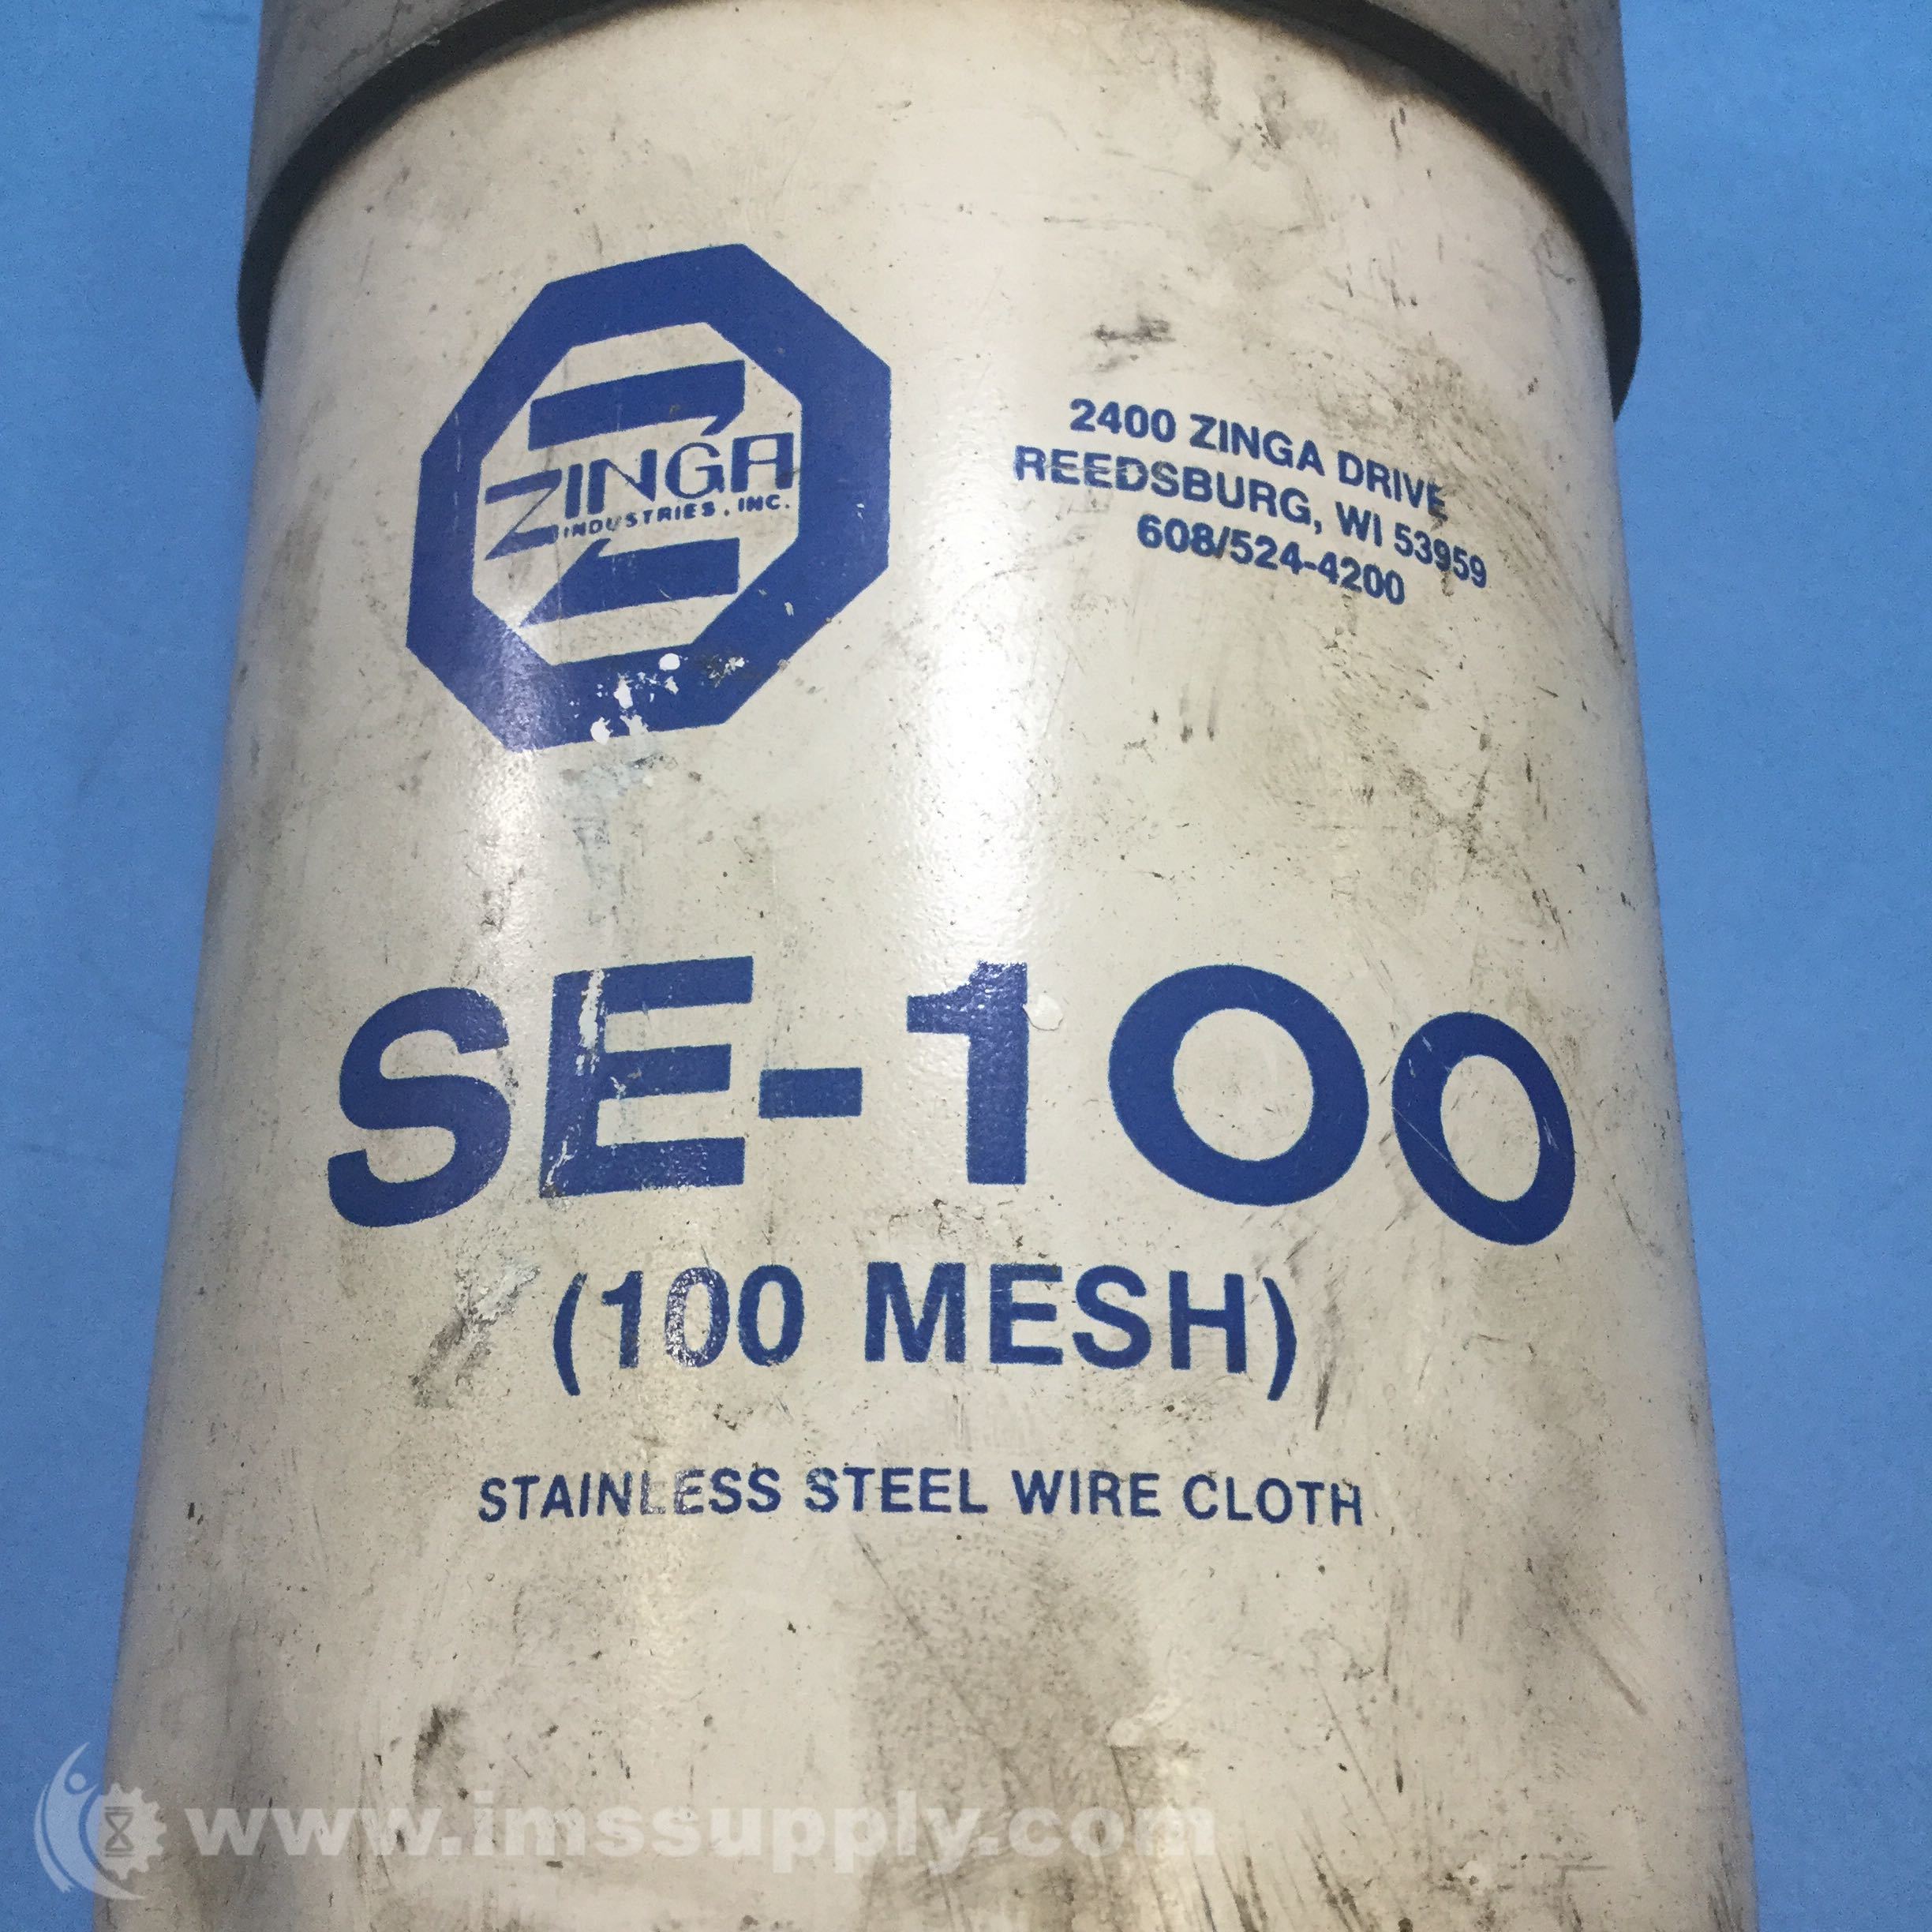 ZINGA
INDUSTRIES, INC.
2400 ZINGA DRIVE
REEDSBURG, WI 53959
608/524-4200
SE-100
(100 MESH)
STAINLESS STEEL WIRE CLOTH
www.imssupply.com